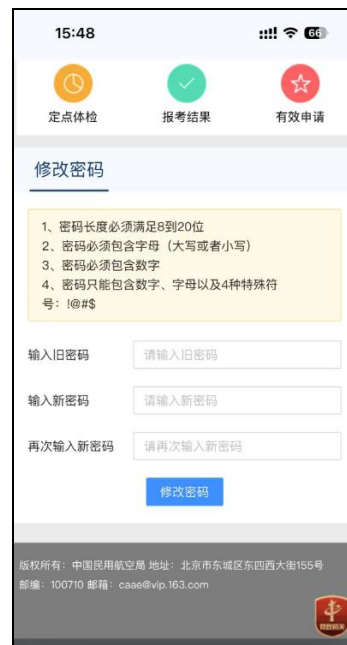 15:48
66
定点体检
报考结果
有效申请
修改密码
1、密码长度必须满足8到20位
2、密码必须包含字母（大写或者小写）
3、密码必须包含数字
4、密码只能包含数字、字母以及4种特殊符
号：!@#$
输入旧密码
请输入旧密码
输入新密码
请输入新密码
再次输入新密码
请再次输入新密码
修改密码
版权所有：中国民用航空局 地址：北京市东城区东四西大街155号
邮编：100710 邮箱：caae@vip.163.com
党政机关